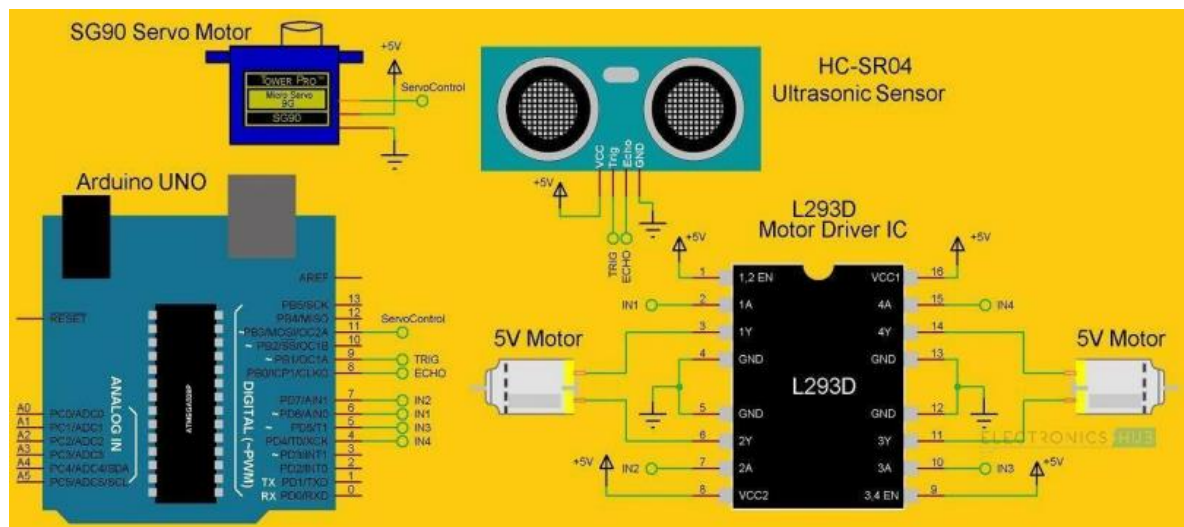 SG90 Servo Motor
+5V
TOWER PRO™
Micro Servo
9G
SG90
ServoControl
HC-SR04
Ultrasonic Sensor
VCC
Trig
Echo
GND
+5V
TRIG
ECHO
Arduino UNO
AREF
RESET
PB5/SCK 13
PB4/MISO 12
~PB3/MOSI/OC2A 11 ServoControl
~ PB2/SS/OC1B 10
~ PB1/OC1A 9 TRIG
PB0/ICP1/CLKO 8 ECHO
PD7/AIN1 7 IN2
~ PD6/AIN0 6 IN1
~ PD5/T1 5 IN3
PD4/T0/XCK 4 IN4
~ PD3/INT1 3
PD2/INT0 2
TX PD1/TXD 1
RX PD0/RXD 0
A0 PC0/ADC0
A1 PC1/ADC1
A2 PC2/ADC2
A3 PC3/ADC3
A4 PC4/ADC4/SDA
A5 PC5/ADC5/SCL
ANALOG IN
ATMEGA328P
DIGITAL (~PWM)
L293D
Motor Driver IC
+5V
+5V
1 1,2 EN VCC1 16
IN1 2 1A 4A 15 IN4
3 1Y 4Y 14
5V Motor
5V Motor
4 GND GND 13
L293D
5 GND GND 12
6 2Y 3Y 11
ELECTRONICS HUB
+5V
IN2 7 2A 3A 10 IN3
+5V
8 VCC2 3,4 EN 9